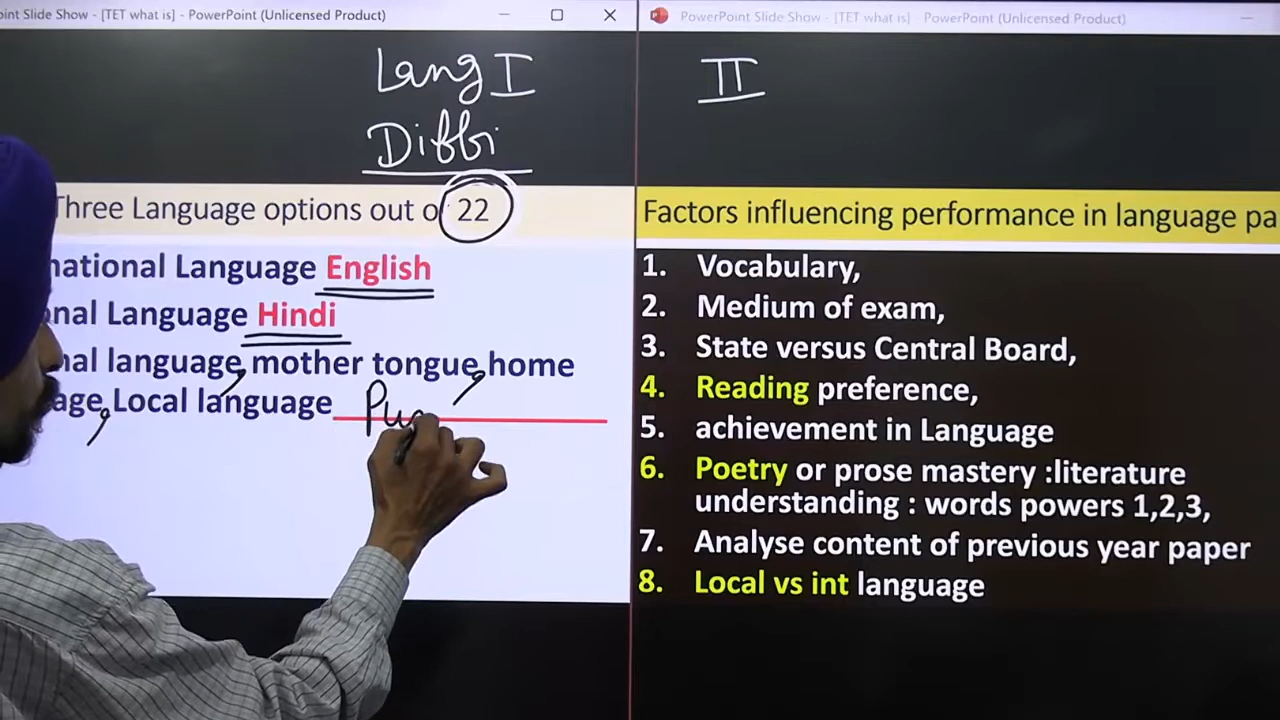 int Slide Show - [TET what is] - PowerPoint (Unlicensed Product)
Lang I
Three Language options out o 22
national Language English
nal Language Hindi
nal language, mother tongue, home
age, Local language
PowerPoint Slide Show - [TET what is] - PowerPoint (Unlicensed Product)
II
Factors influencing performance in language pa
1. Vocabulary,
2. Medium of exam,
3. State versus Central Board,
4. Reading preference,
5. achievement in Language
6. Poetry or prose mastery :literature
understanding : words powers 1,2,3,
7. Analyse content of previous year paper
8. Local vs int language